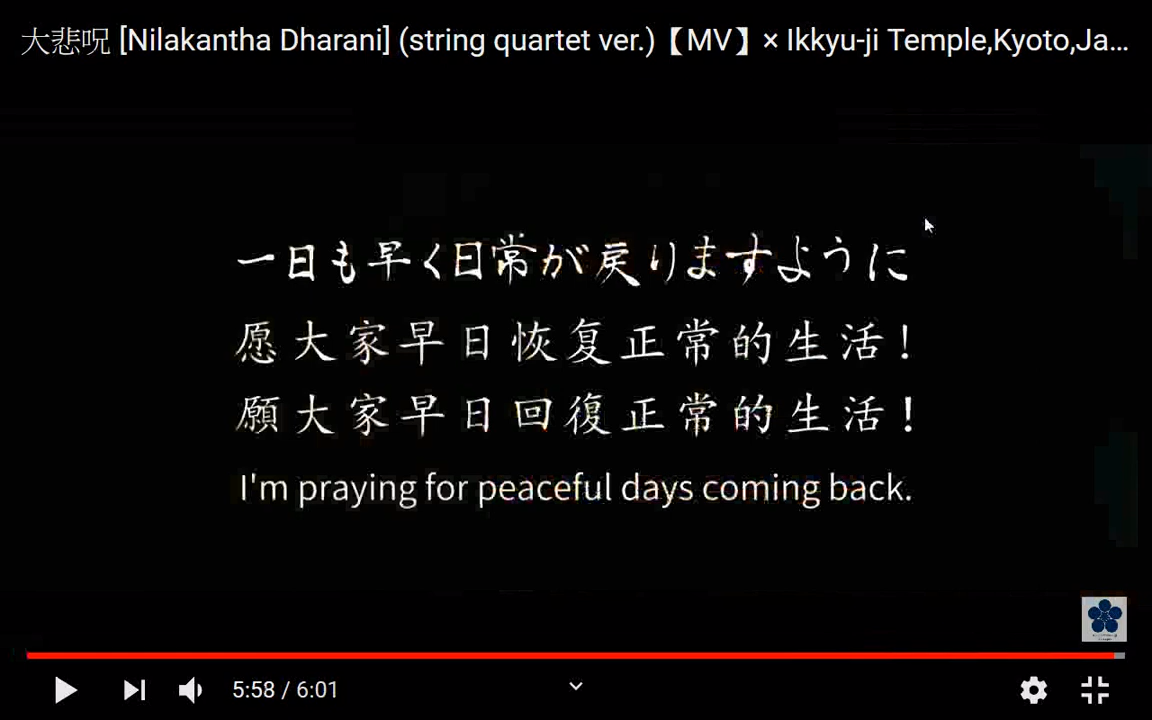 大悲呪 [Nilakantha Dharani] (string quartet ver.)【MV】× Ikkyu-ji Temple,Kyoto,Ja...
一日も早く日常が戻りますように
愿大家早日恢复正常的生活！
願大家早日回復正常的生活！
I'm praying for peaceful days coming back.
5:58 / 6:01